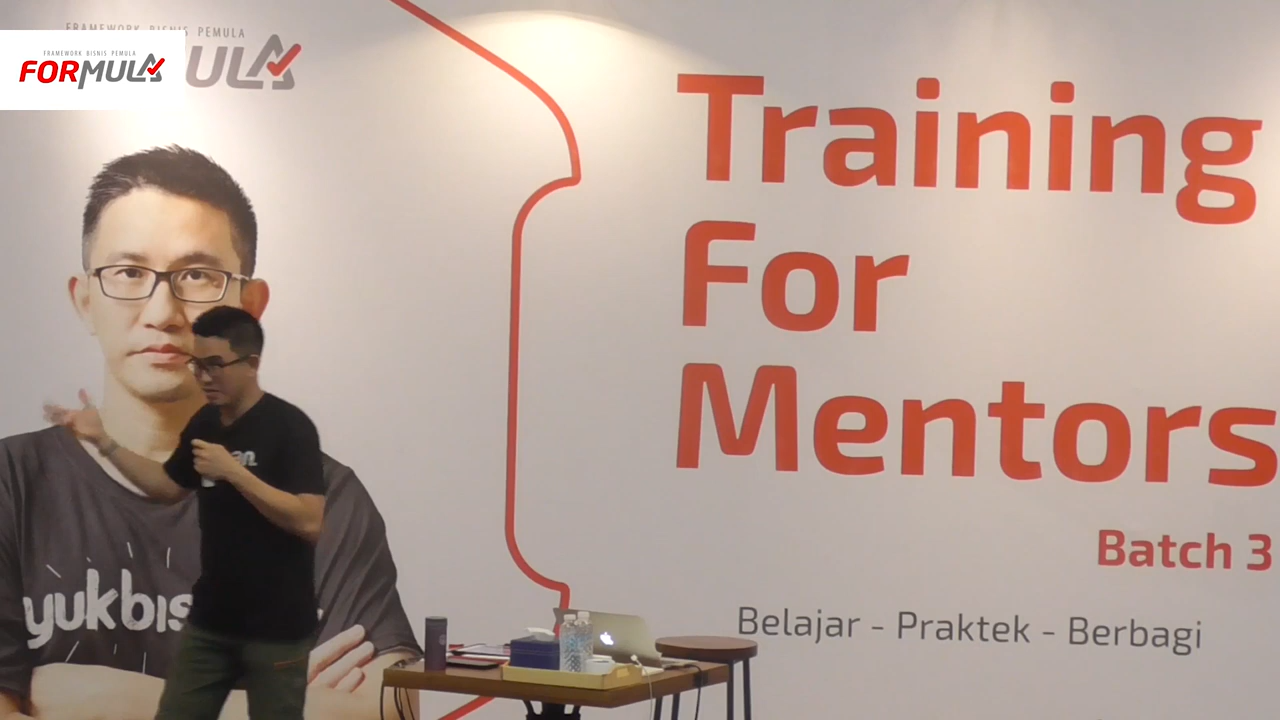 FRAMEWORK BISNIS PEMULA
ULA
FRAMEWORK BISNIS PEMULA
FORMULA
Training
For
Mentors
Batch 3
Belajar - Praktek - Berbagi
yukbis